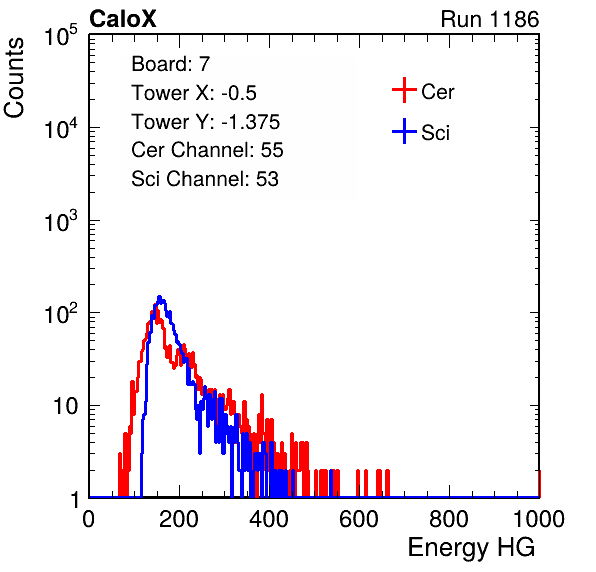 CaloX Run 1186
Counts
Board: 7
Tower X: -0.5
Tower Y: -1.375
Cer Channel: 55
Sci Channel: 53
Cer
Sci
10^5
10^4
10^3
10^2
10
1
0 200 400 600 800 1000
Energy HG